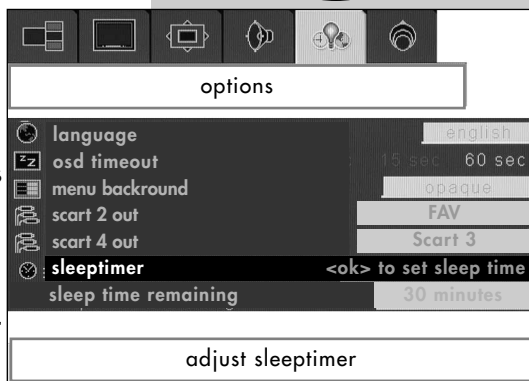 options
language english
osd timeout : 15 sec 60 sec
menu backround opaque
scart 2 out FAV
scart 4 out Scart 3
sleeptimer <ok> to set sleep time
sleep time remaining 30 minutes
adjust sleeptimer